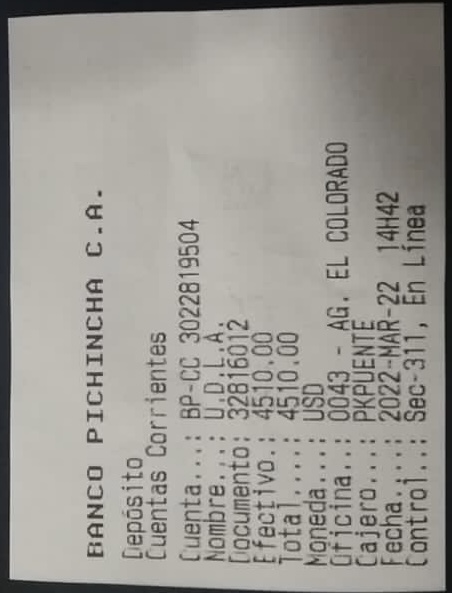 BANCO PICHINCHA C.A.
Depósito
Cuentas Corrientes
Cuenta...: BP-CC 3022819504
Nombre...: U.D.L.A.
Documento: 32816012
Efectivo.: 4510.00
Total....: 4510.00
Moneda...: USD
Oficina..: 0043 - AG. EL COLORADO
Cajero...: PKPUENTE
Fecha....: 2022-MAR-22 14H42
Control..: Sec-311, En Línea